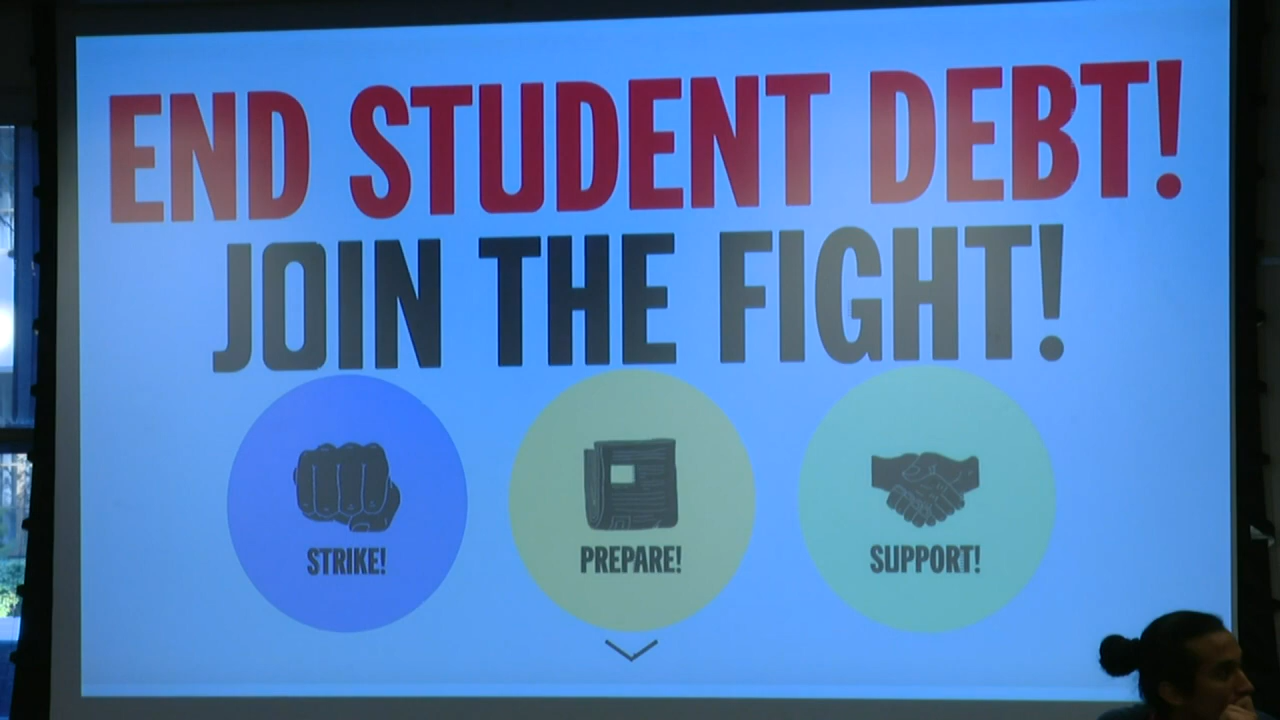 END STUDENT DEBT!
JOIN THE FIGHT!
STRIKE!
PREPARE!
SUPPORT!